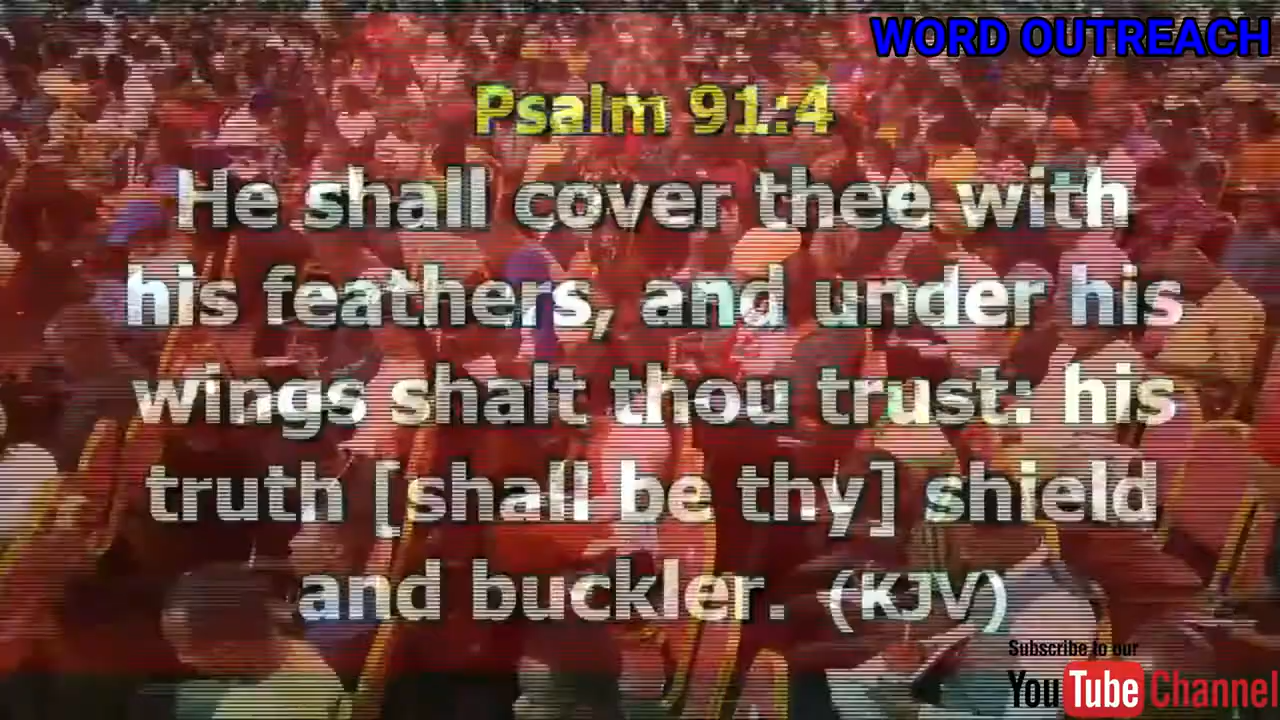 WORD OUTREACH
Psalm 91:4
He shall cover thee with
his feathers, and under his
wings shalt thou trust: his
truth [shall be thy] shield
and buckler. (KJV)
Subscribe to our
YouTube Channel